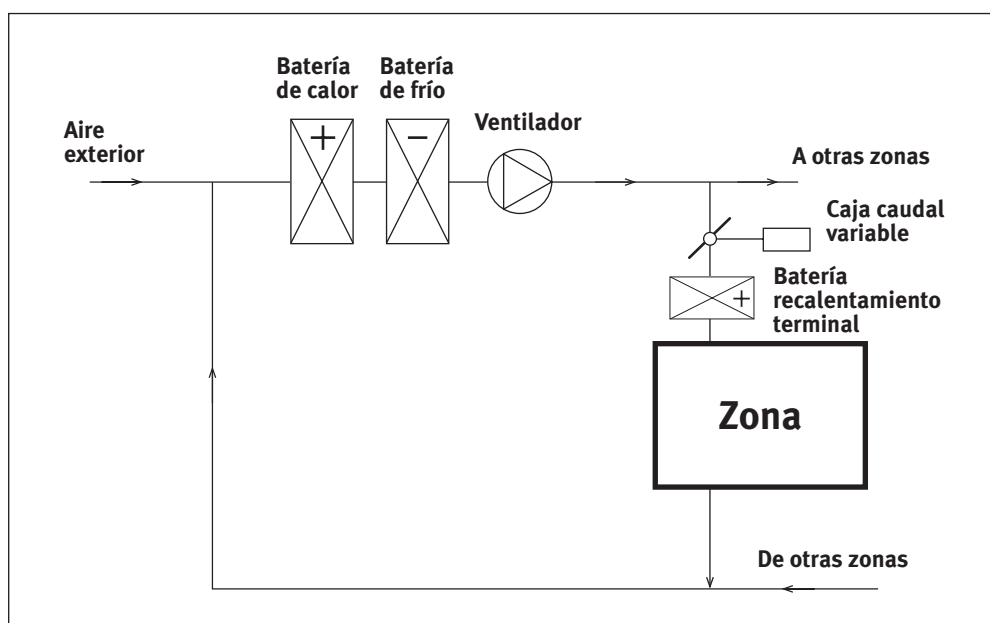 Batería
de calor
Batería
de frío
Aire
exterior
Ventilador
A otras zonas
Caja caudal
variable
Batería
recalentamiento
terminal
Zona
De otras zonas